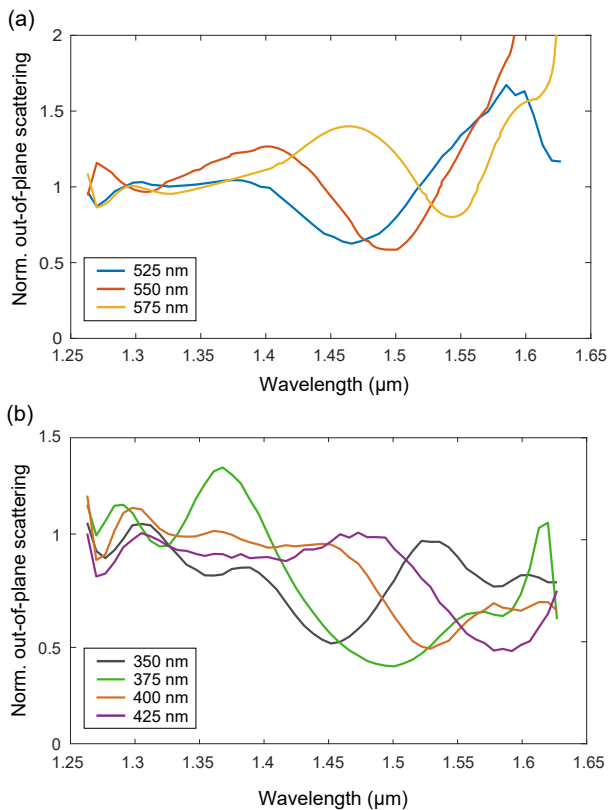 (a)
2
1.5
1
0.5
0
Norm. out-of-plane scattering
525 nm
550 nm
575 nm
1.25
1.3
1.35
1.4
1.45
1.5
1.55
1.6
1.65
Wavelength (µm)
(b)
1.5
1
0.5
0
Norm. out-of-plane scattering
350 nm
375 nm
400 nm
425 nm
1.25
1.3
1.35
1.4
1.45
1.5
1.55
1.6
1.65
Wavelength (µm)